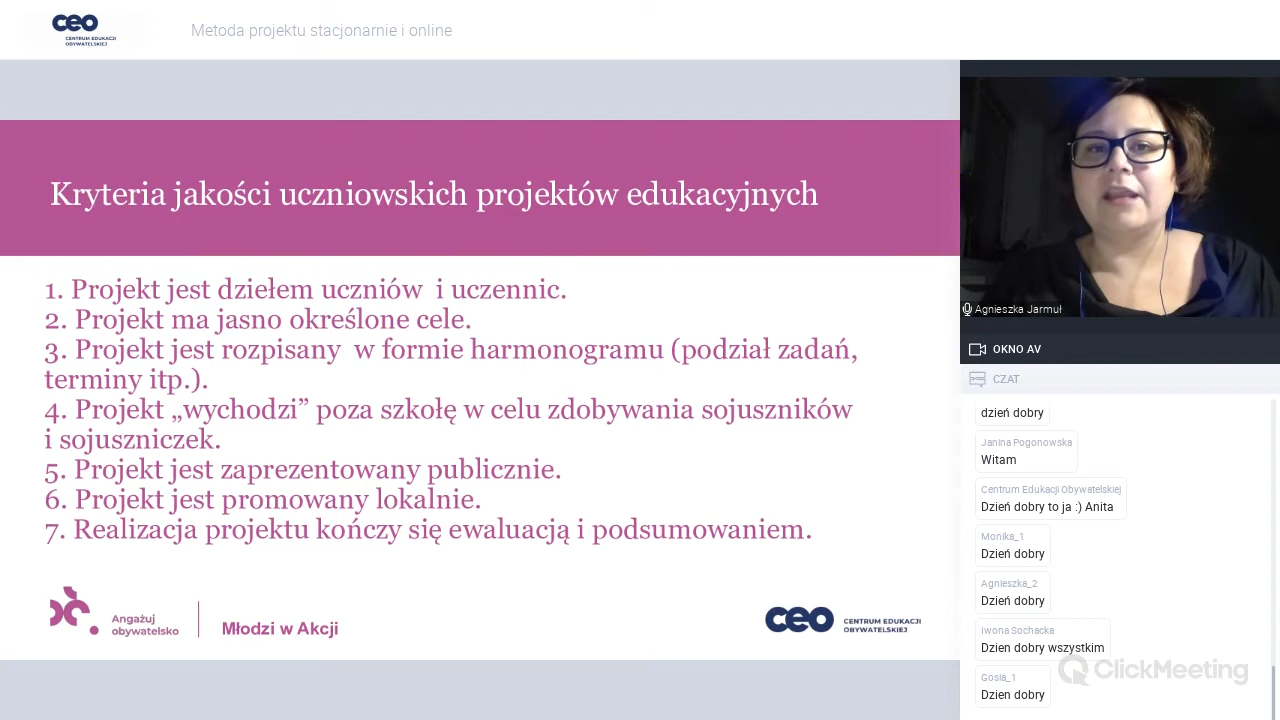 ceo
CENTRUM EDUKACJI
OBYWATELSKIEJ
Metoda projektu stacjonarnie i online
Kryteria jakości uczniowskich projektów edukacyjnych
1. Projekt jest dziełem uczniów  i uczennic.
2. Projekt ma jasno określone cele.
3. Projekt jest rozpisany  w formie harmonogramu (podział zadań,
terminy itp.).
4. Projekt „wychodzi” poza szkołę w celu zdobywania sojuszników
i sojuszniczek.
5. Projekt jest zaprezentowany publicznie.
6. Projekt jest promowany lokalnie.
7. Realizacja projektu kończy się ewaluacją i podsumowaniem.
Angażuj
obywatelsko
Młodzi w Akcji
ceo
CENTRUM EDUKACJI
OBYWATELSKIEJ
Agnieszka Jarmuł
OKNO AV
CZAT
dzień dobry
Janina Pogonowska
Witam
Centrum Edukacji Obywatelskiej
Dzień dobry to ja :) Anita
Monika_1
Dzień dobry
Agnieszka_2
Dzień dobry
Iwona Sochacka
Dzien dobry wszystkim
Gosia_1
Dzien dobry
ClickMeeting